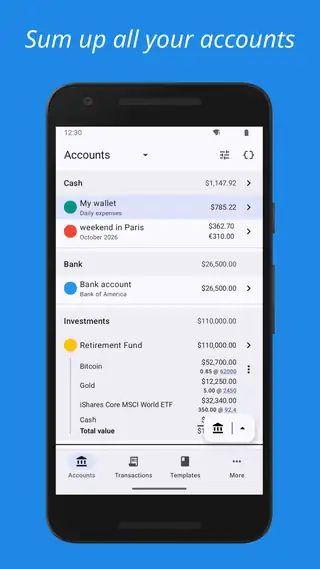 Sum up all your accounts
12:30
Accounts
Cash $1,147.92
My wallet $785.22
Daily expenses
weekend in Paris $362.70
October 2026 €310.00
Bank $26,500.00
Bank account $26,500.00
Bank of America
Investments $110,000.00
Retirement Fund $110,000.00
Bitcoin $52,700.00
0.85 @ 62000
Gold $12,250.00
5.00 @ 2450
iShares Core MSCI World ETF $32,340.00
350.00 @ 92.4
Cash
Total value
Accounts Transactions Templates More